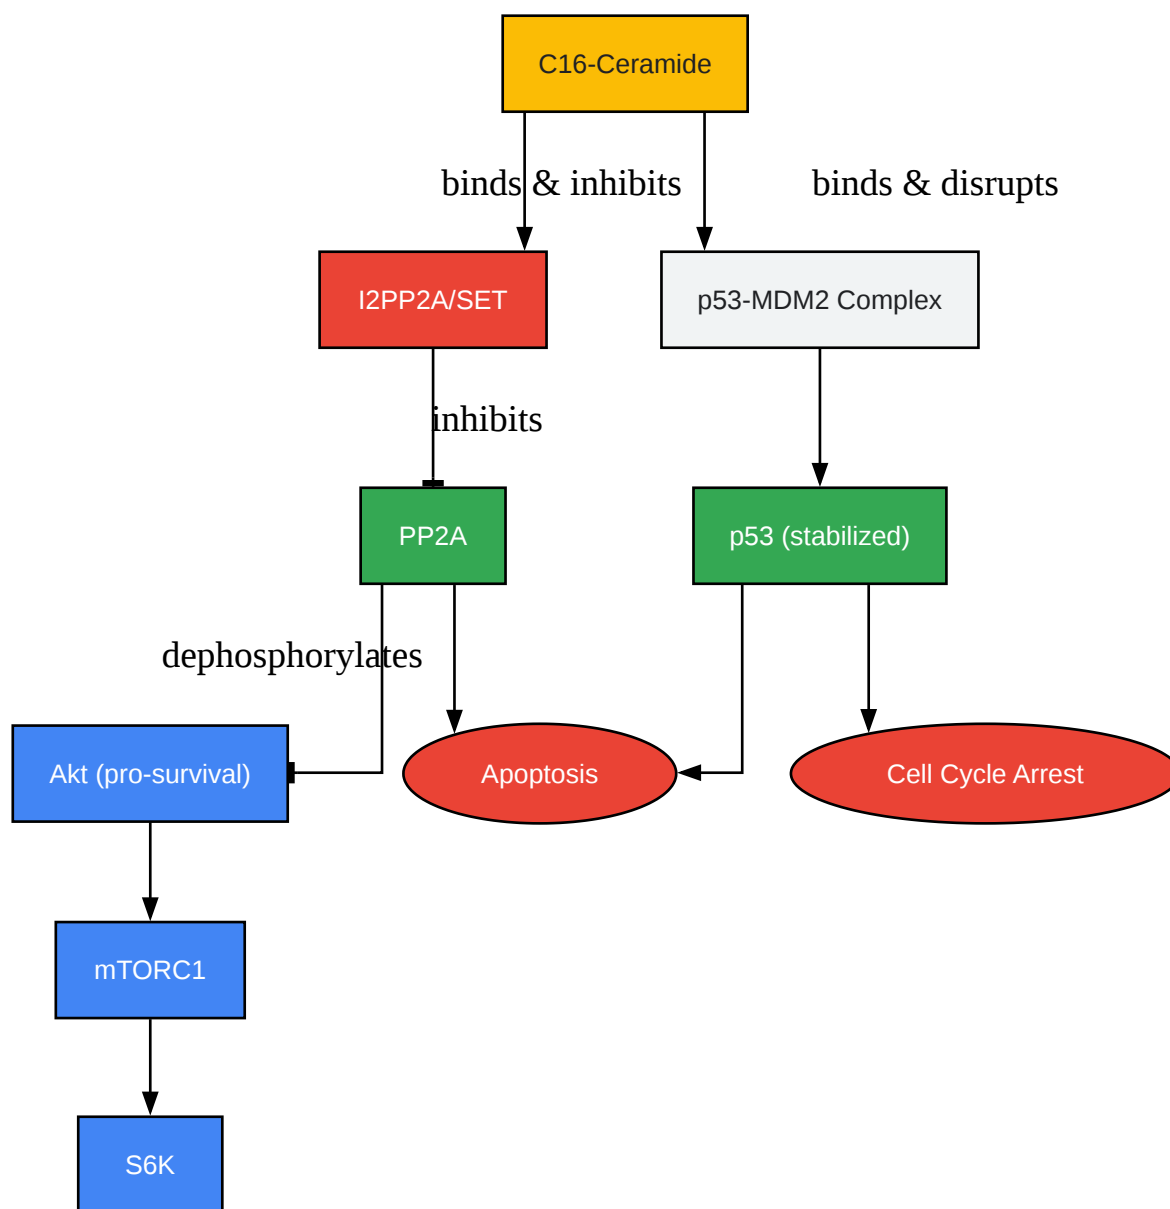 C16-Ceramide
binds & inhibits
binds & disrupts
I2PP2A/SET
p53-MDM2 Complex
inhibits
PP2A
p53 (stabilized)
dephosphorylates
Akt (pro-survival)
Apoptosis
Cell Cycle Arrest
mTORC1
S6K